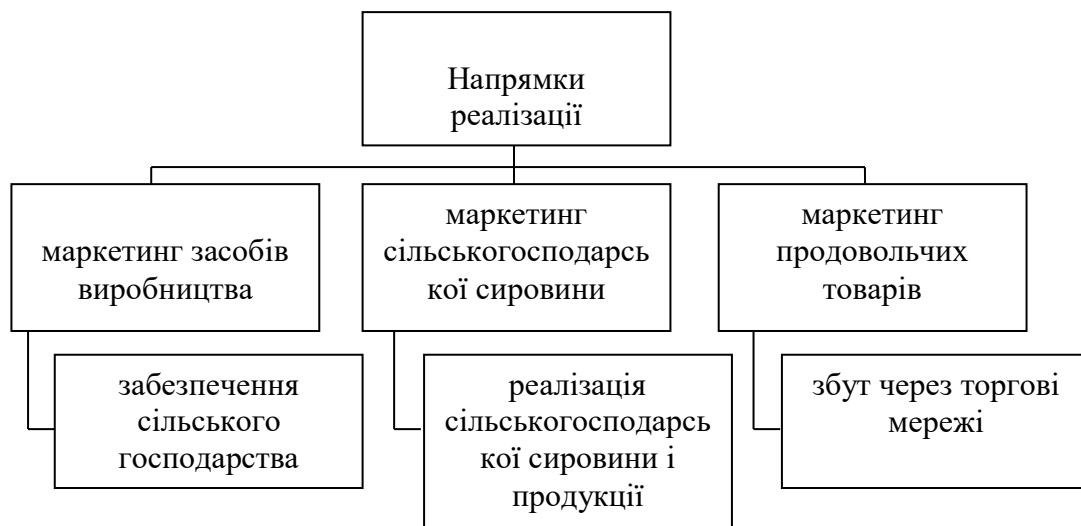 Напрямки
реалізації
маркетинг засобів
виробництва
маркетинг
сільськогосподарсь
кої сировини
маркетинг
продовольчих
товарів
забезпечення
сільського
господарства
реалізація
сільськогосподарсь
кої сировини і
продукції
збут через торгові
мережі